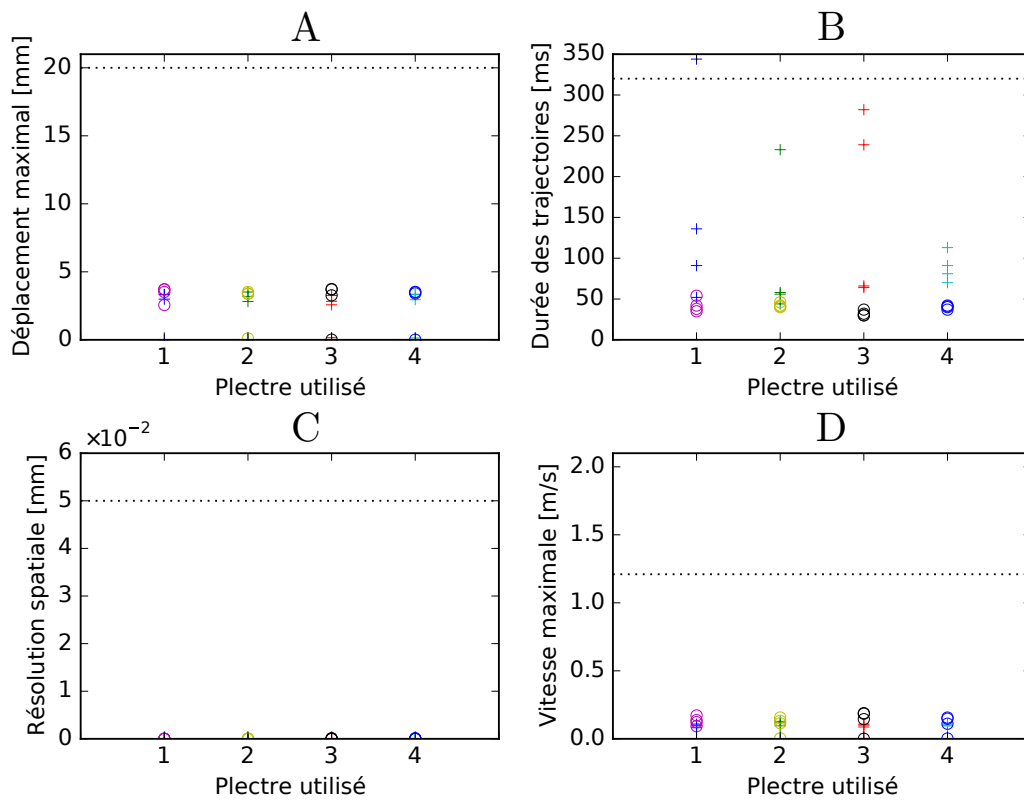 A
B
Déplacement maximal [mm]
20
15
10
5
0
1 2 3 4
Plectre utilisé
Durée des trajectoires [ms]
350
300
250
200
150
100
50
0
1 2 3 4
Plectre utilisé
C
D
×10⁻²
Résolution spatiale [mm]
6
5
4
3
2
1
0
1 2 3 4
Plectre utilisé
Vitesse maximale [m/s]
2.0
1.5
1.0
0.5
0.0
1 2 3 4
Plectre utilisé